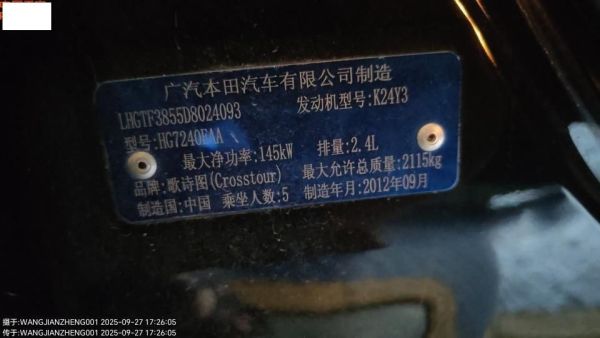 广汽本田汽车有限公司制造
LHGTF3855D8024093 发动机型号:K24Y3
型号:HG7240FAA
最大净功率:145kW 排量:2.4L
品牌:歌诗图(Crosstour) 最大允许总质量:2115kg
制造国:中国 乘坐人数:5 制造年月:2012年09月
摄于:WANGJIANZHENG001 2025-09-27 17:26:05
传于:WANGJIANZHENG001 2025-09-27 17:26:05